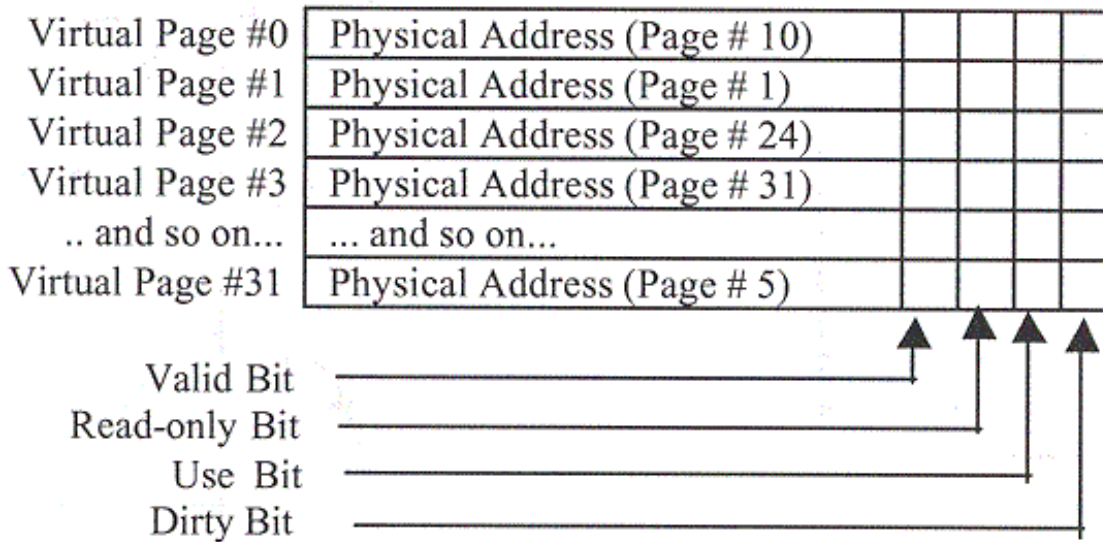 Virtual Page #0 Physical Address (Page # 10)
Virtual Page #1 Physical Address (Page # 1)
Virtual Page #2 Physical Address (Page # 24)
Virtual Page #3 Physical Address (Page # 31)
.. and so on... ... and so on...
Virtual Page #31 Physical Address (Page # 5)
Valid Bit
Read-only Bit
Use Bit
Dirty Bit